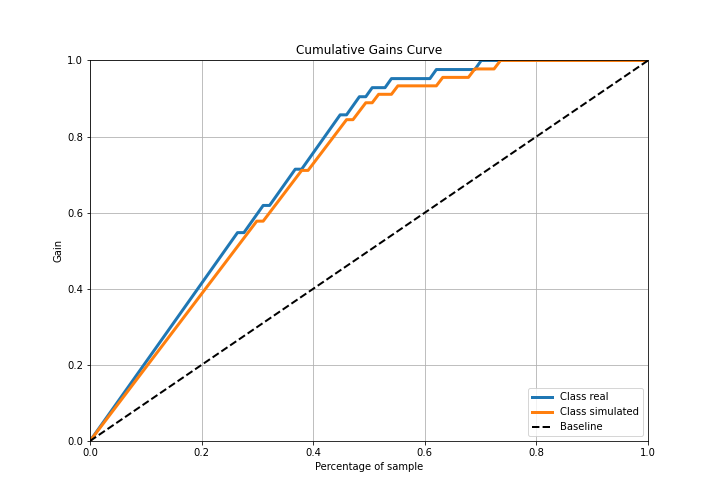 Cumulative Gains Curve
1.0
0.8
0.6
0.4
0.2
0.0
Gain
0.0 0.2 0.4 0.6 0.8 1.0
Percentage of sample
Class real
Class simulated
Baseline